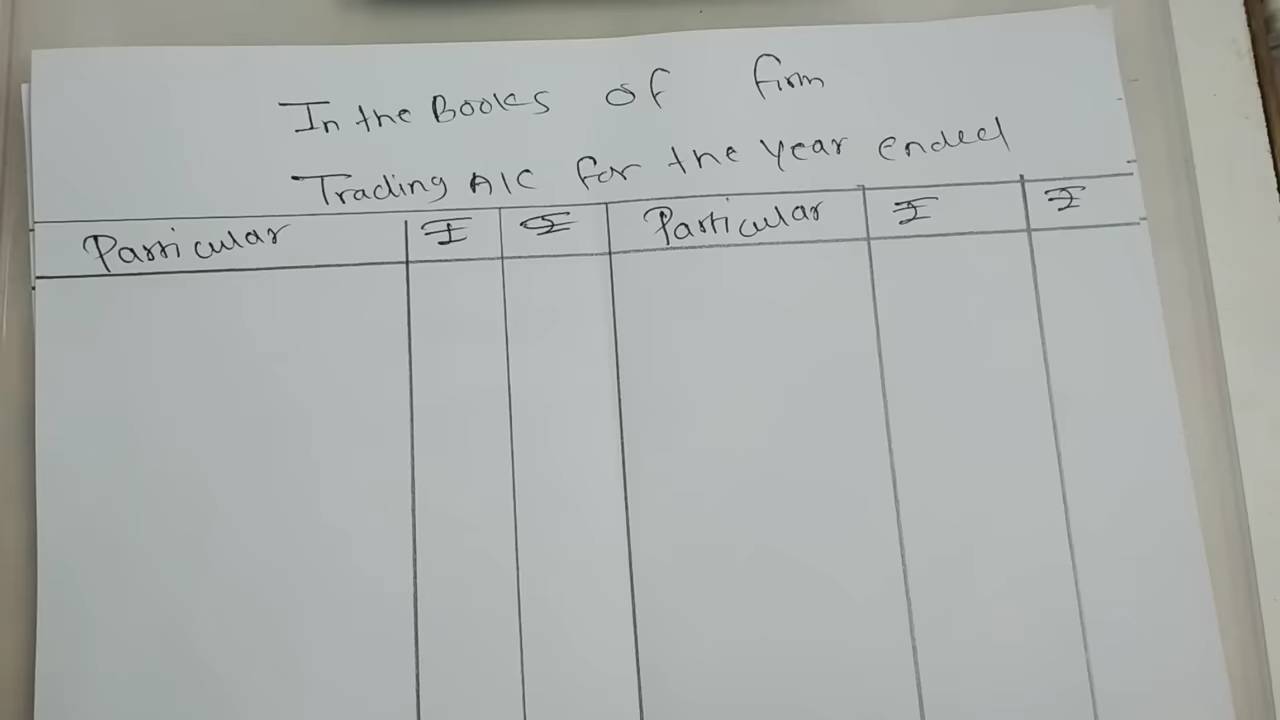 In the Books of firm
Trading A/C for the year ended
Particular ₹ ₹ Particular ₹ ₹